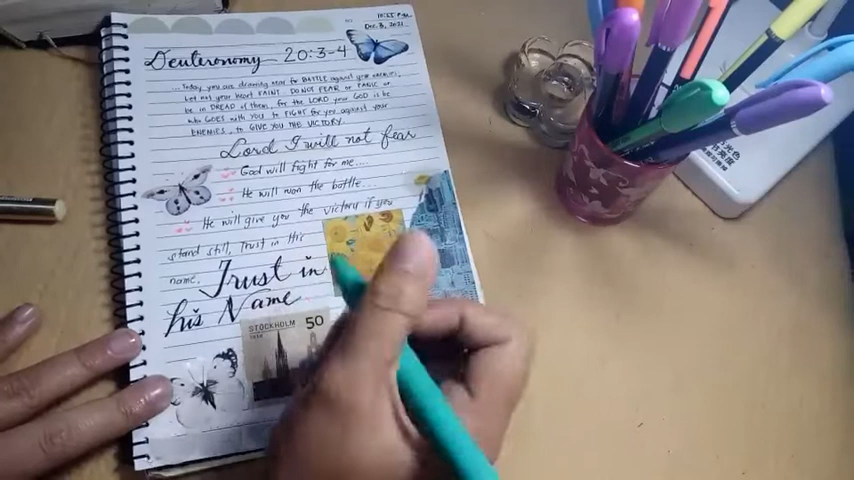 10:25 P.M
Dec. 8, 2021
Deuteronomy 20:3-4
...Today you are drawing near for BATTLE against your enemies.
Let not your heart FAINT. DO NOT FEAR or PANIC or
be in DREAD of them, for the LORD your GOD is he
who GOES with you to FIGHT for you against your
ENEMIES, to GIVE YOU THE VICTORY.
Lord I will not fear
God will fight for me...
He will won the battle...
He will give you the victory if you
stand still, Trust in His
name. Trust in
his Name
STOCKHOLM 50